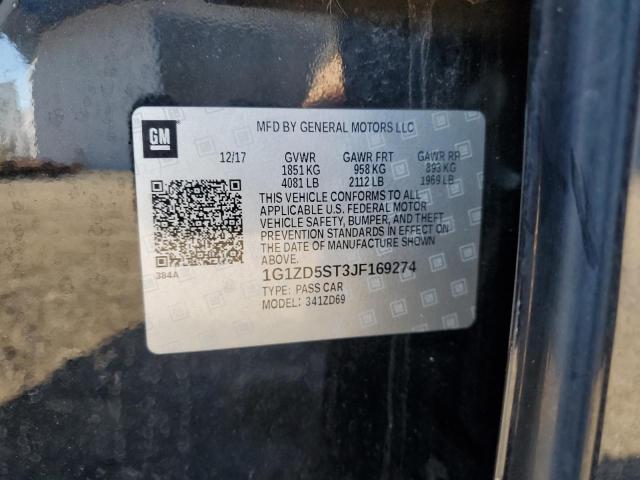 GM
MFD BY GENERAL MOTORS LLC
12/17 GVWR GAWR FRT GAWR RR
1851 KG 958 KG 893 KG
4081 LB 2112 LB 1969 LB
THIS VEHICLE CONFORMS TO ALL
APPLICABLE U.S. FEDERAL MOTOR
VEHICLE SAFETY, BUMPER, AND THEFT
PREVENTION STANDARDS IN EFFECT ON
THE DATE OF MANUFACTURE SHOWN
ABOVE.
384A
1G1ZD5ST3JF169274
TYPE: PASS CAR
MODEL: 341ZD69